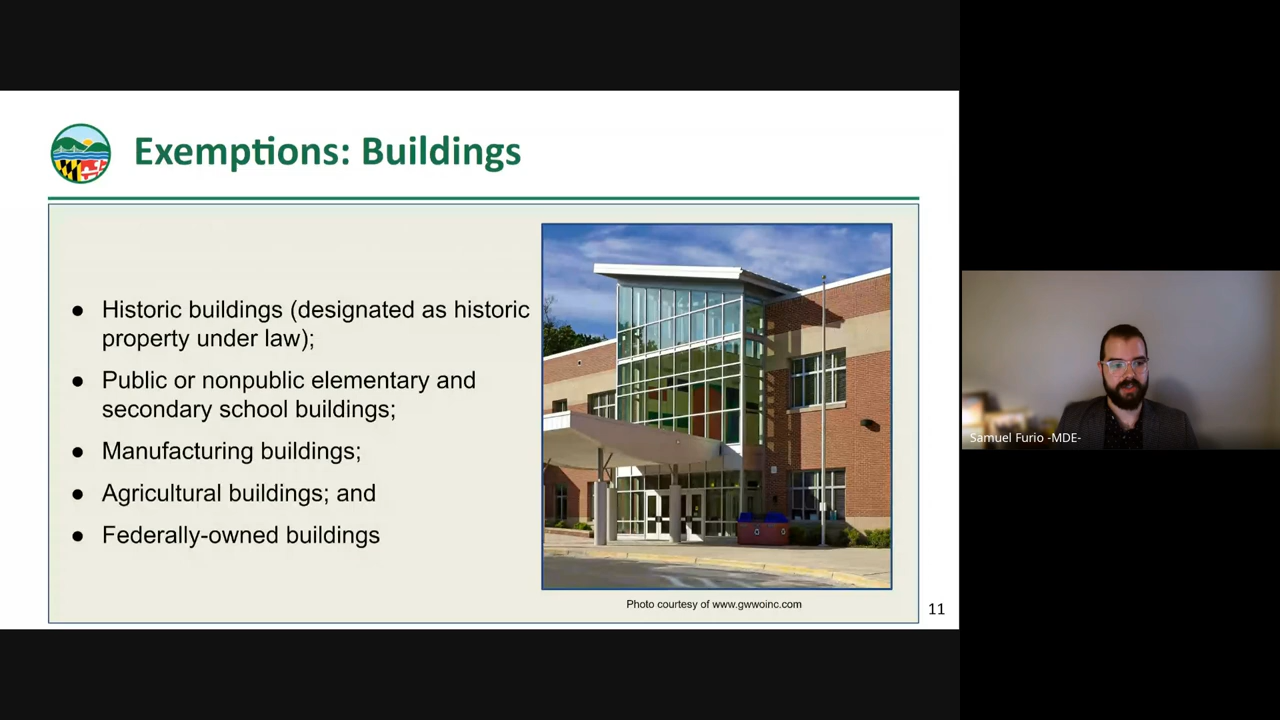 Exemptions: Buildings
● Historic buildings (designated as historic
property under law);
● Public or nonpublic elementary and
secondary school buildings;
● Manufacturing buildings;
● Agricultural buildings; and
● Federally-owned buildings
Photo courtesy of www.gwwoinc.com
11
Samuel Furio -MDE-